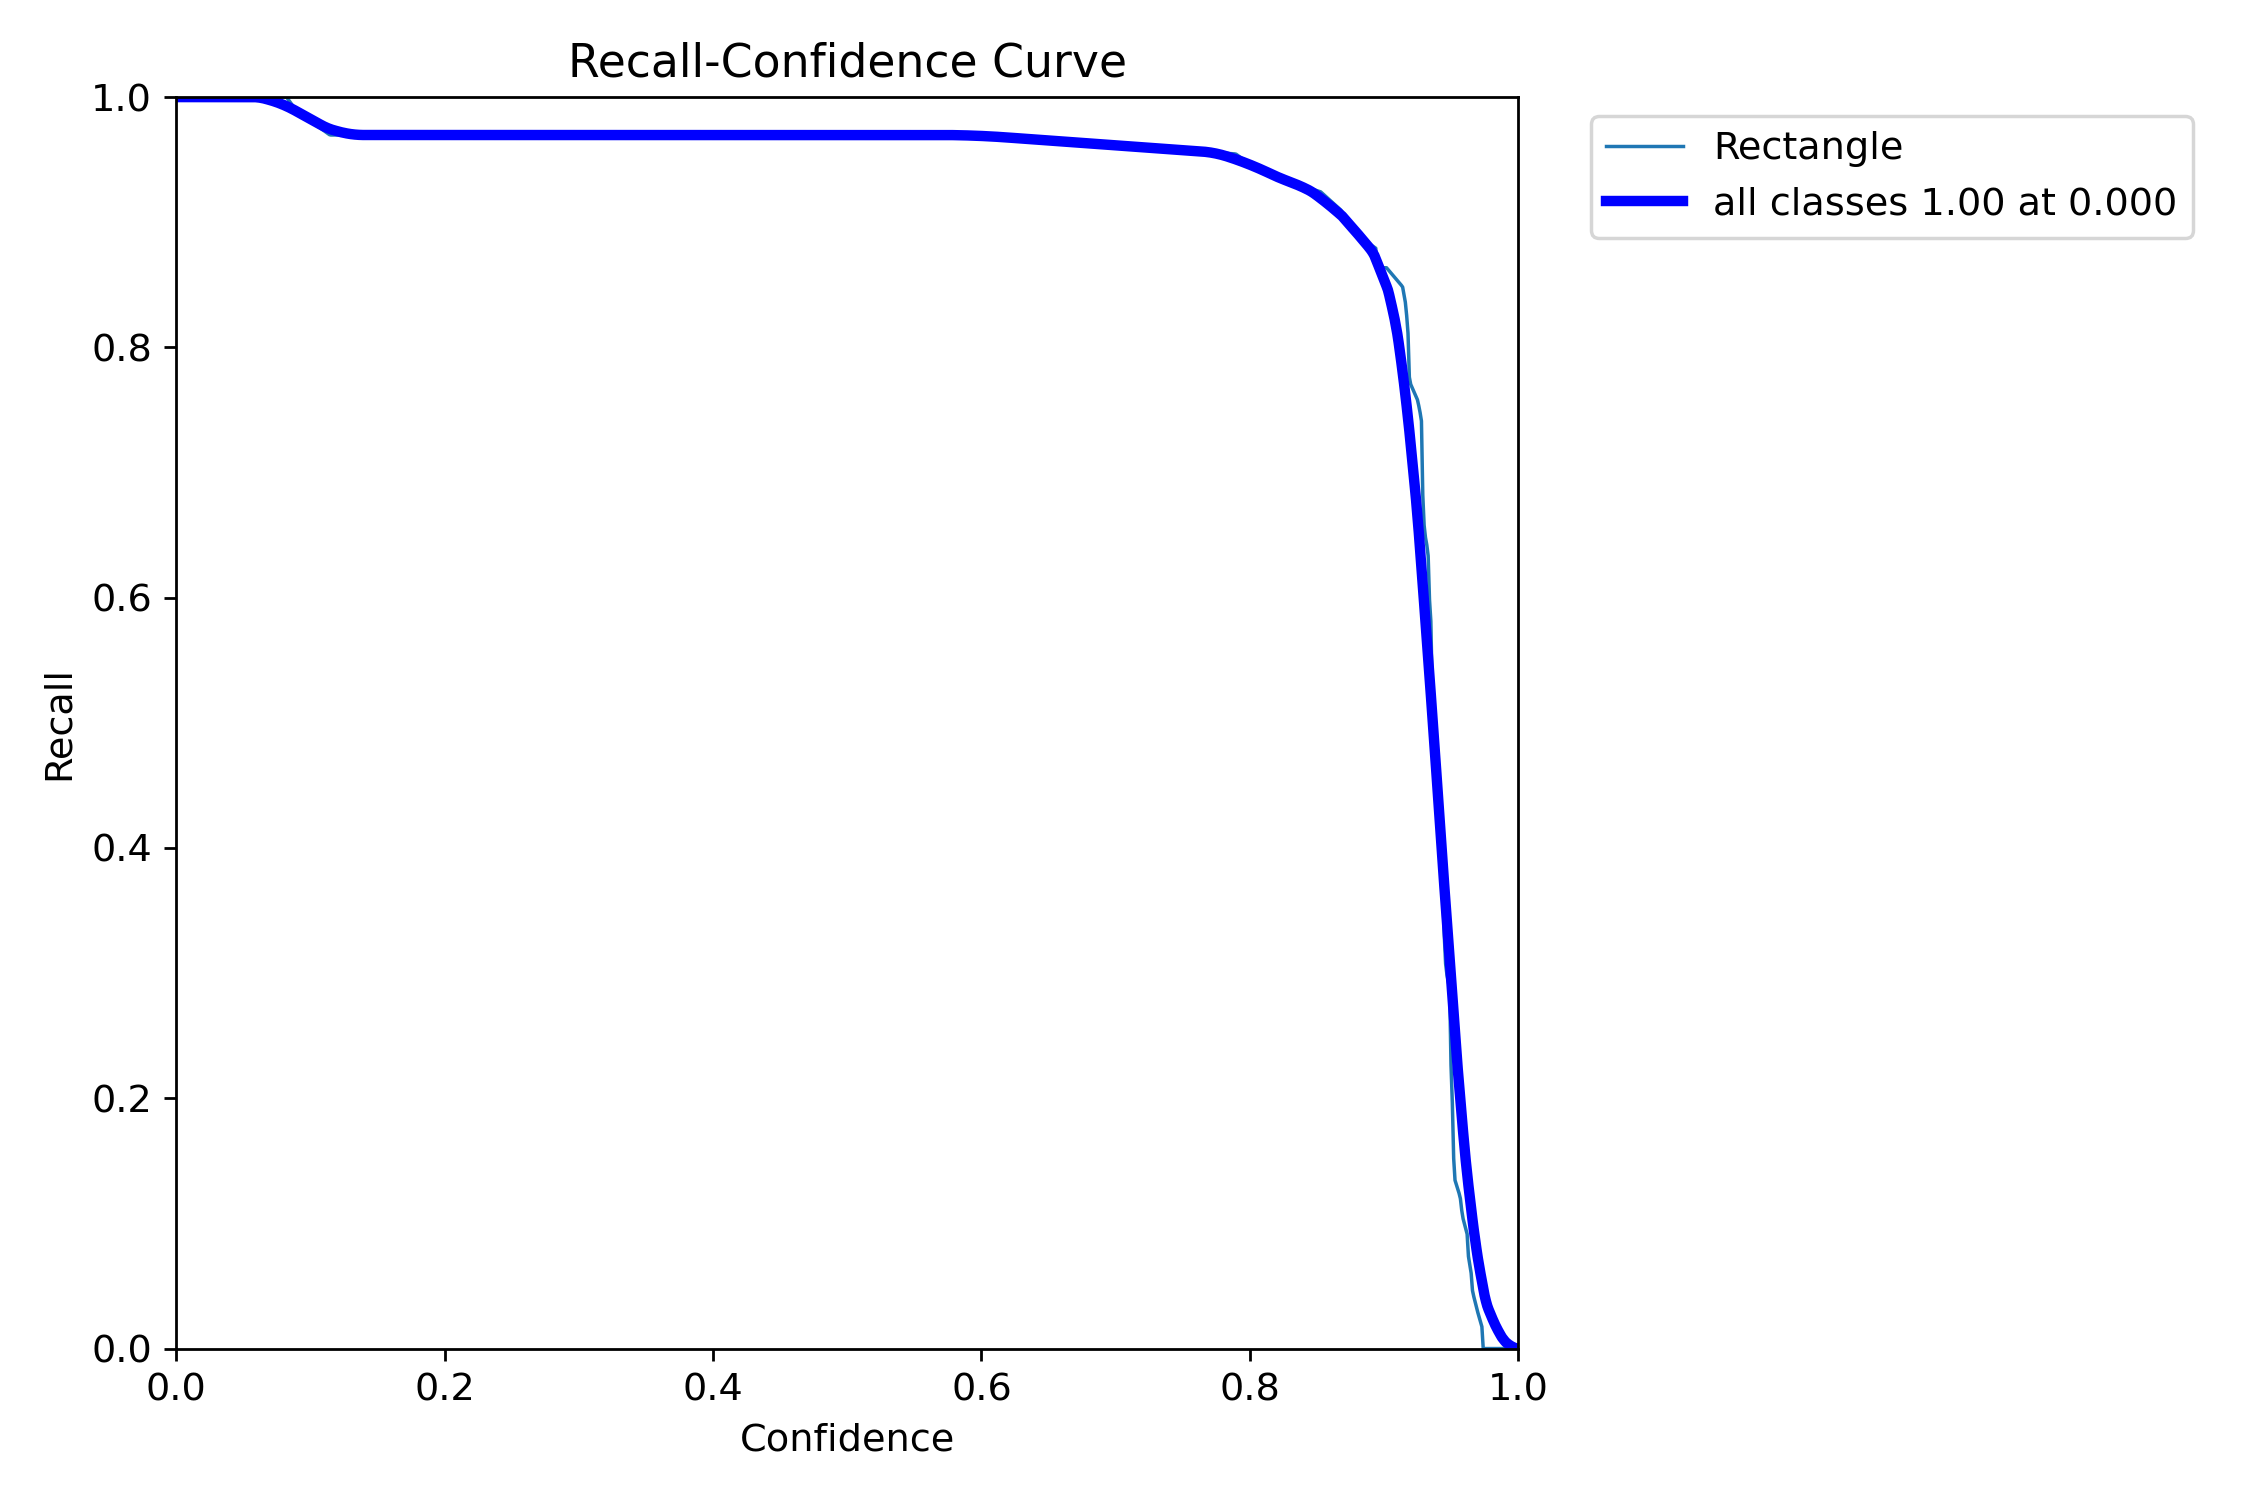 Recall-Confidence Curve
1.0
0.8
0.6
0.4
0.2
0.0
Recall
0.0 0.2 0.4 0.6 0.8 1.0
Confidence
Rectangle
all classes 1.00 at 0.000